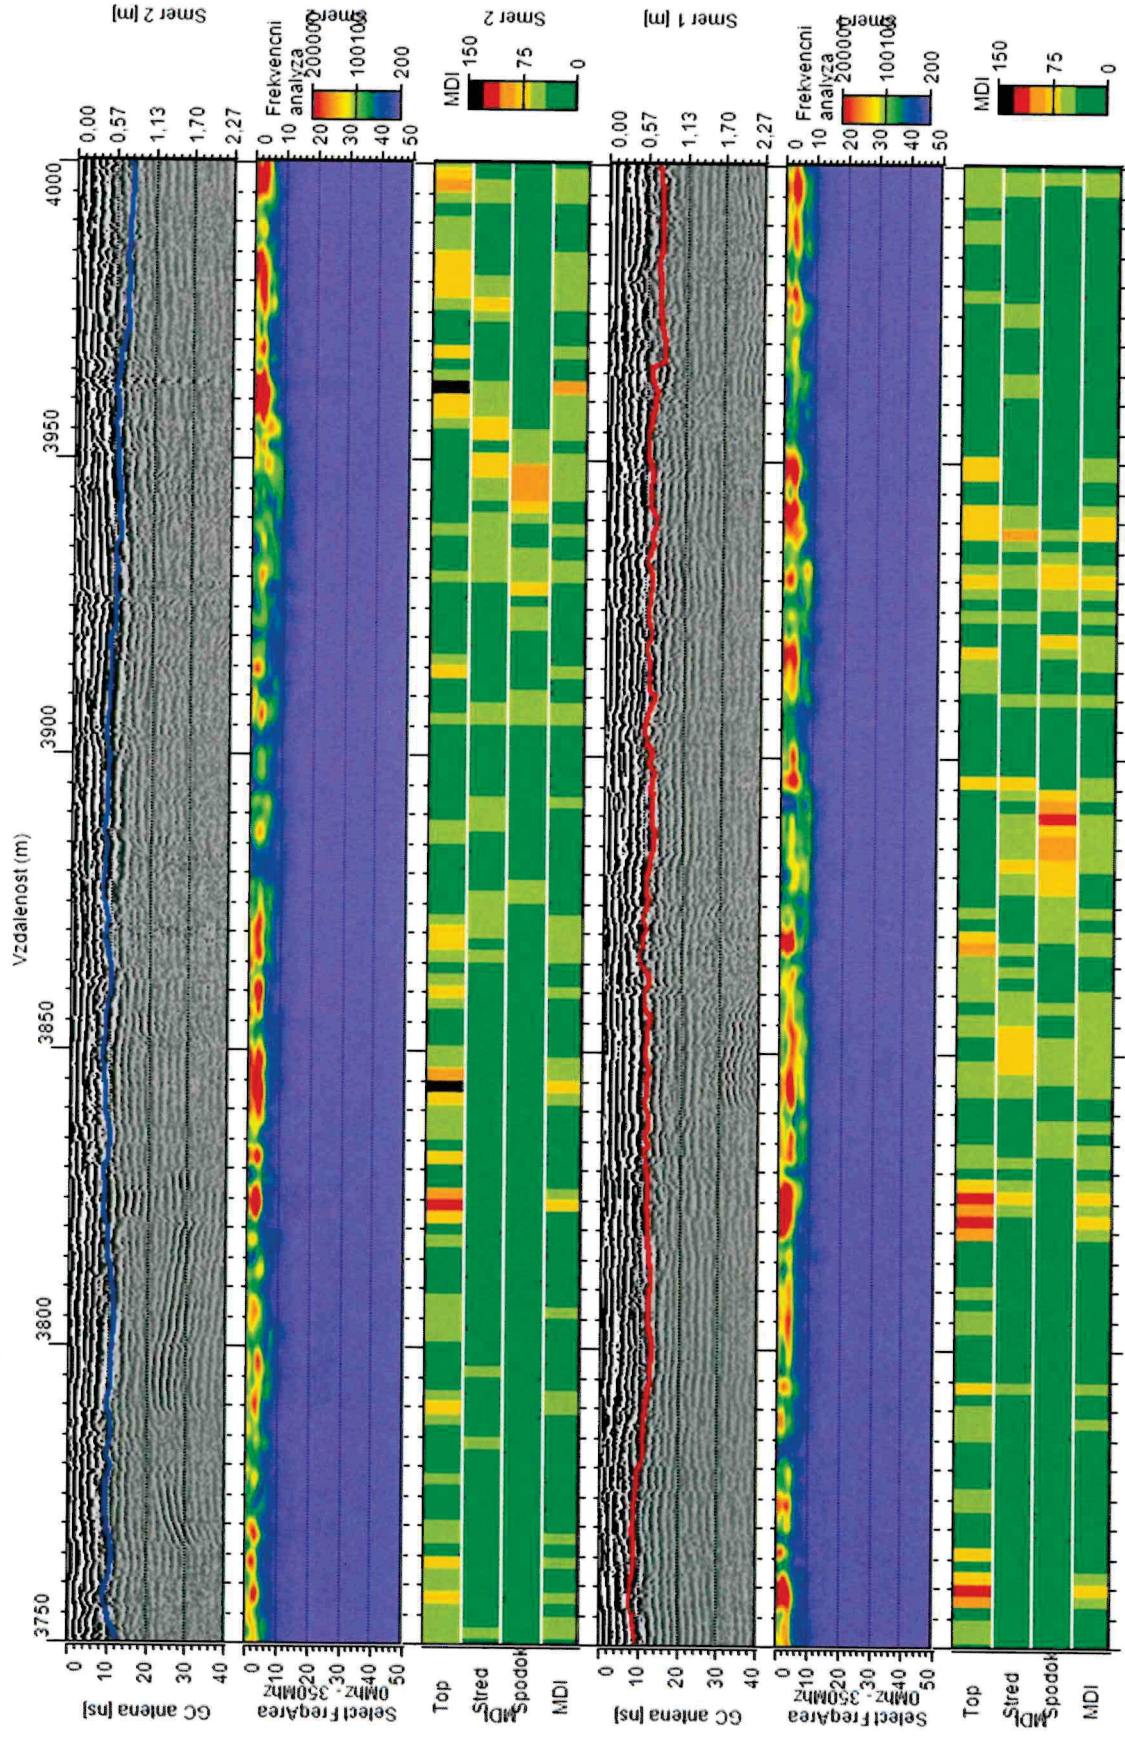 Vzdalenost (m)
3750 3800 3850 3900 3950 4000
GC antena [ns]
0
10
20
30
40
0,00
0,57
1,13
1,70
2,27
Smer 2 [m]
Select FreqArea
0Mhz - 350Mhz
0
10
20
30
40
50
0
10
20
30
40
50
Frekvencni
analyza
200000
100100
200
Smer 2
MDI
Top
Stred
Spodok
MDI
MDI
150
75
0
Smer 2
GC antena [ns]
0
10
20
30
40
0,00
0,57
1,13
1,70
2,27
Smer 1 [m]
Select FreqArea
0Mhz - 350Mhz
0
10
20
30
40
50
0
10
20
30
40
50
Frekvencni
analyza
200000
100100
200
Smer
MDI
Top
Stred
Spodok
MDI
MDI
150
75
0